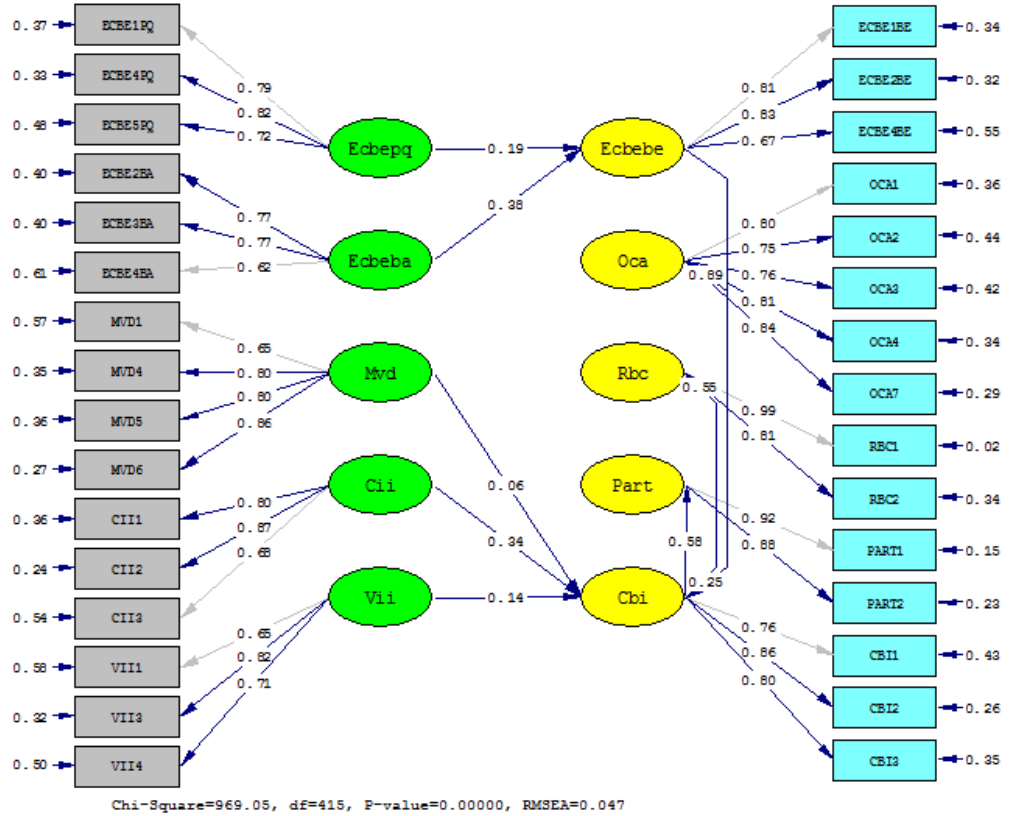 0.37 ECBE1PQ
0.33 ECBE4PQ
0.48 ECBE5PQ
0.40 ECBE2BA
0.40 ECBE3BA
0.61 ECBE4BA
0.57 MVD1
0.35 MVD4
0.36 MVD5
0.27 MVD6
0.36 CII1
0.24 CII2
0.54 CII3
0.58 VII1
0.32 VII3
0.50 VII4
0.79
0.82
0.72
0.77
0.77
0.62
0.65
0.80
0.80
0.86
0.80
0.87
0.68
0.65
0.82
0.71
Ecbepq
Ecbeba
Mvd
Cii
Vii
0.19
0.38
0.06
0.34
0.14
Ecbebe
Oca
Rbc
Part
Cbi
0.89
0.55
0.58
0.25
0.81
0.83
0.67
0.80
0.75
0.76
0.81
0.84
0.99
0.81
0.92
0.88
0.76
0.86
0.80
ECBE1BE 0.34
ECBE2BE 0.32
ECBE4BE 0.55
OCA1 0.36
OCA2 0.44
OCA3 0.42
OCA4 0.34
OCA7 0.29
RBC1 0.02
RBC2 0.34
PART1 0.15
PART2 0.23
CBI1 0.43
CBI2 0.26
CBI3 0.35
Chi-Square=969.05, df=415, P-value=0.00000, RMSEA=0.047